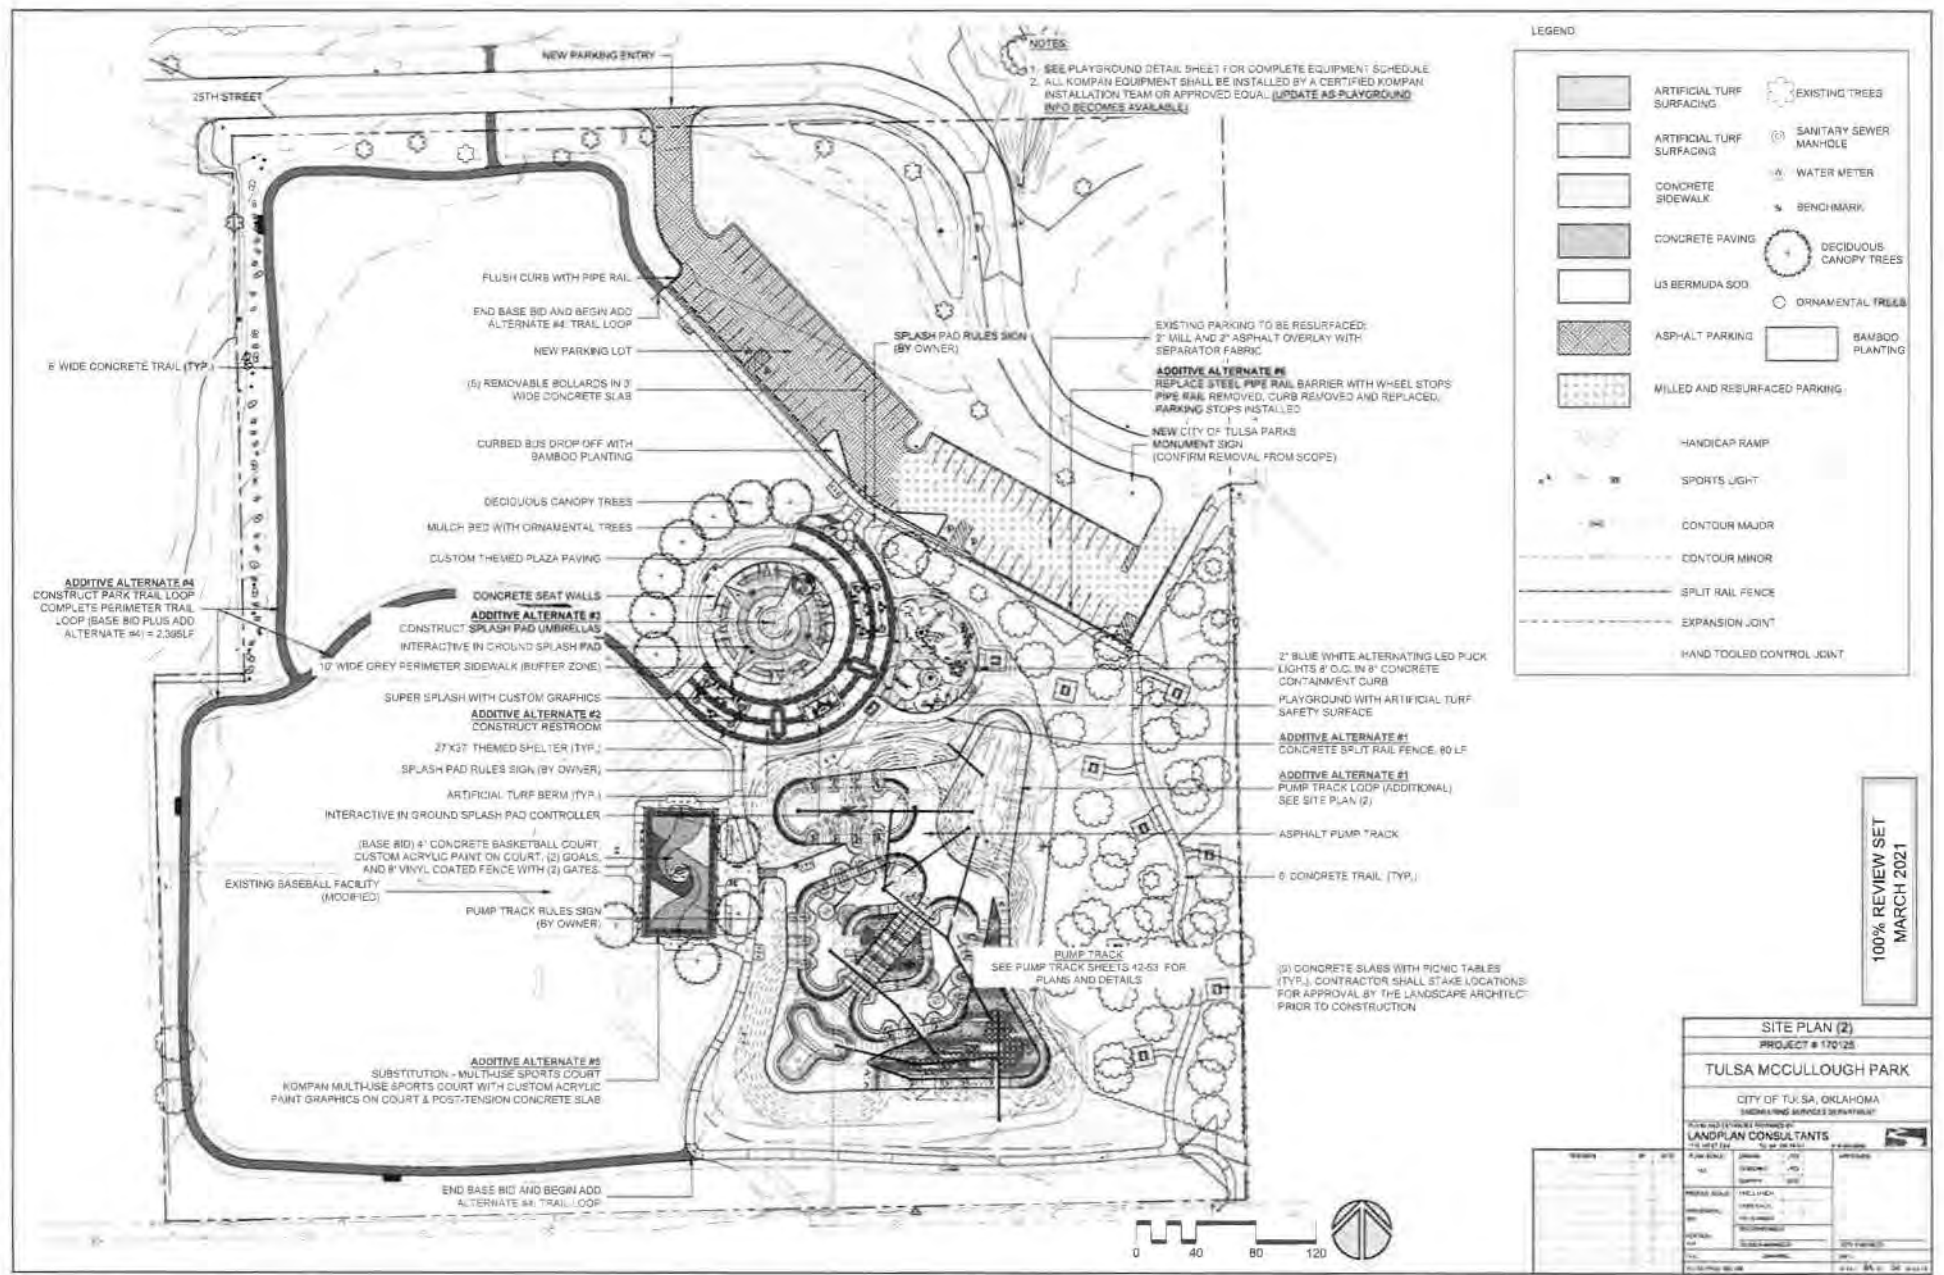 NEW PARKING ENTRY
25TH STREET
NOTES:
1. SEE PLAYGROUND DETAIL SHEET FOR COMPLETE EQUIPMENT SCHEDULE
2. ALL KOMPAN EQUIPMENT SHALL BE INSTALLED BY A CERTIFIED KOMPAN
INSTALLATION TEAM OR APPROVED EQUAL (UPDATE AS PLAYGROUND
INFO BECOMES AVAILABLE)
FLUSH CURB WITH PIPE RAIL
END BASE BID AND BEGIN ADD
ALTERNATE #4: TRAIL LOOP
NEW PARKING LOT
6' WIDE CONCRETE TRAIL (TYP.)
(5) REMOVABLE BOLLARDS IN 3'
WIDE CONCRETE SLAB
CURBED BUS DROP OFF WITH
BAMBOO PLANTING
DECIDUOUS CANOPY TREES
MULCH BED WITH ORNAMENTAL TREES
CUSTOM THEMED PLAZA PAVING
ADDITIVE ALTERNATE #4
CONSTRUCT PARK TRAIL LOOP
COMPLETE PERIMETER TRAIL
LOOP (BASE BID PLUS ADD
ALTERNATE #4) = 2,395LF
CONCRETE SEAT WALLS
ADDITIVE ALTERNATE #3
CONSTRUCT SPLASH PAD UMBRELLAS
INTERACTIVE IN GROUND SPLASH PAD
10' WIDE GREY PERIMETER SIDEWALK (BUFFER ZONE)
SUPER SPLASH WITH CUSTOM GRAPHICS
ADDITIVE ALTERNATE #2
CONSTRUCT RESTROOM
27'X27' THEMED SHELTER (TYP.)
SPLASH PAD RULES SIGN (BY OWNER)
ARTIFICIAL TURF BERM (TYP.)
INTERACTIVE IN GROUND SPLASH PAD CONTROLLER
(BASE BID) 4" CONCRETE BASKETBALL COURT,
CUSTOM ACRYLIC PAINT ON COURT, (2) GOALS,
AND 8' VINYL COATED FENCE WITH (2) GATES
EXISTING BASEBALL FACILITY
(MODIFIED)
PUMP TRACK RULES SIGN
(BY OWNER)
ADDITIVE ALTERNATE #5
SUBSTITUTION - MULTI-USE SPORTS COURT
KOMPAN MULTI-USE SPORTS COURT WITH CUSTOM ACRYLIC
PAINT GRAPHICS ON COURT & POST-TENSION CONCRETE SLAB
END BASE BID AND BEGIN ADD
ALTERNATE #4: TRAIL LOOP
SPLASH PAD RULES SIGN
(BY OWNER)
EXISTING PARKING TO BE RESURFACED:
2" MILL AND 2" ASPHALT OVERLAY WITH
SEPARATOR FABRIC
ADDITIVE ALTERNATE #6
REPLACE STEEL PIPE RAIL BARRIER WITH WHEEL STOPS
PIPE RAIL REMOVED, CURB REMOVED AND REPLACED,
PARKING STOPS INSTALLED
NEW CITY OF TULSA PARKS
MONUMENT SIGN
(CONFIRM REMOVAL FROM SCOPE)
2" BLUE WHITE ALTERNATING LED PUCK
LIGHTS 8' O.C. IN 8" CONCRETE
CONTAINMENT CURB
PLAYGROUND WITH ARTIFICIAL TURF
SAFETY SURFACE
ADDITIVE ALTERNATE #1
CONCRETE SPLIT RAIL FENCE, 80 LF
ADDITIVE ALTERNATE #1
PUMP TRACK LOOP (ADDITIONAL)
SEE SITE PLAN (2)
ASPHALT PUMP TRACK
6' CONCRETE TRAIL (TYP.)
PUMP TRACK
SEE PUMP TRACK SHEETS 42-53 FOR
PLANS AND DETAILS
(9) CONCRETE SLABS WITH PICNIC TABLES
(TYP.), CONTRACTOR SHALL STAKE LOCATIONS
FOR APPROVAL BY THE LANDSCAPE ARCHITECT
PRIOR TO CONSTRUCTION
0 40 80 120
LEGEND
ARTIFICIAL TURF
SURFACING
ARTIFICIAL TURF
SURFACING
CONCRETE
SIDEWALK
CONCRETE PAVING
U3 BERMUDA SOD
ASPHALT PARKING
MILLED AND RESURFACED PARKING
EXISTING TREES
SANITARY SEWER
MANHOLE
WATER METER
BENCHMARK
DECIDUOUS
CANOPY TREES
ORNAMENTAL TREES
BAMBOO
PLANTING
HANDICAP RAMP
SPORTS LIGHT
CONTOUR MAJOR
CONTOUR MINOR
SPLIT RAIL FENCE
EXPANSION JOINT
HAND TOOLED CONTROL JOINT
100% REVIEW SET
MARCH 2021
SITE PLAN (2)
PROJECT # 170125
TULSA MCCULLOUGH PARK
CITY OF TULSA, OKLAHOMA
ENGINEERING SERVICES DEPARTMENT
LANDPLAN CONSULTANTS